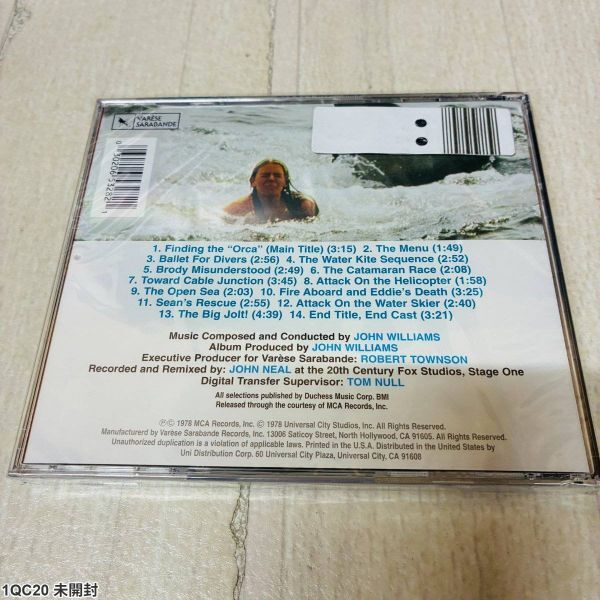 VARÈSE
SARABANDE
1. Finding the "Orca" (Main Title) (3:15) 2. The Menu (1:49)
3. Ballet For Divers (2:56) 4. The Water Kite Sequence (2:52)
5. Brody Misunderstood (2:49) 6. The Catamaran Race (2:08)
7. Toward Cable Junction (3:45) 8. Attack On the Helicopter (1:58)
9. The Open Sea (2:03) 10. Fire Aboard and Eddie's Death (3:25)
11. Sean's Rescue (2:55) 12. Attack On the Water Skier (2:40)
13. The Big Jolt! (4:39) 14. End Title, End Cast (3:21)
Music Composed and Conducted by JOHN WILLIAMS
Album Produced by JOHN WILLIAMS
Executive Producer for Varèse Sarabande: ROBERT TOWNSON
Recorded and Remixed by: JOHN NEAL at the 20th Century Fox Studios, Stage One
Digital Transfer Supervisor: TOM NULL
All selections published by Duchess Music Corp. BMI
Released through the courtesy of MCA Records, Inc.
℗© 1978 MCA Records, Inc. © 1978 Universal City Studios, Inc. All Rights Reserved.
Manufactured by Varèse Sarabande Records, Inc. 13006 Saticoy Street, North Hollywood, CA 91605. All Rights Reserved.
Unauthorized duplication is a violation of applicable laws. Printed in the U.S.A. Distributed in the United States by
Uni Distribution Corp. 60 Universal City Plaza, Universal City, CA 91608
1QC20 未開封